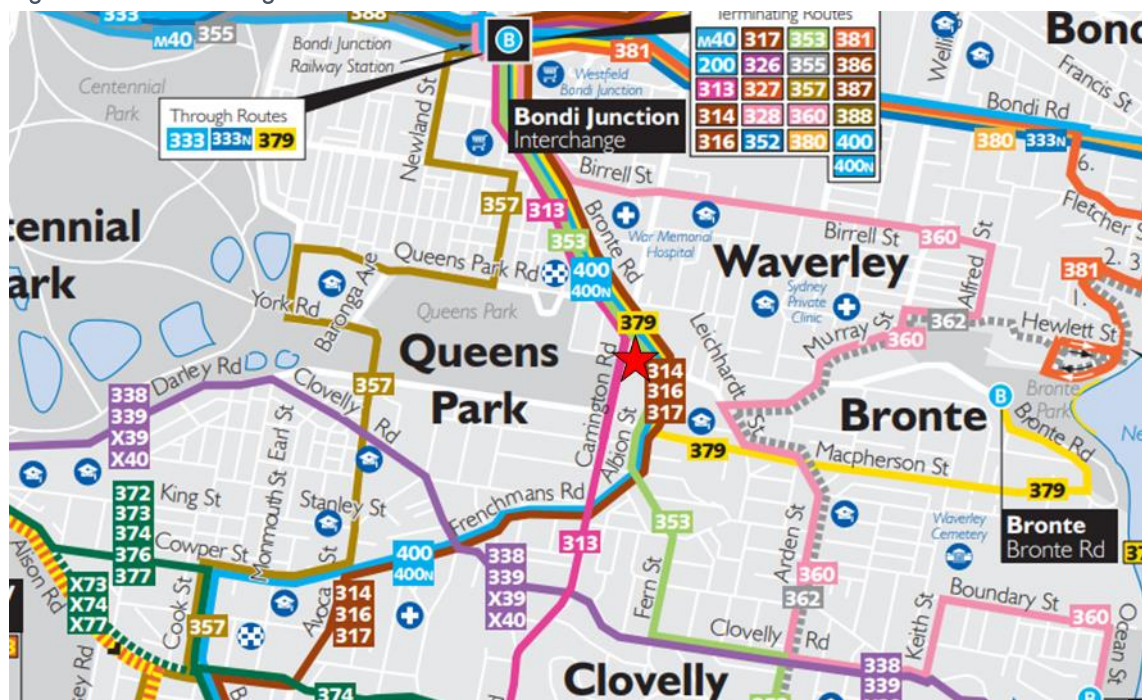 333
M40 355
388
Bondi Junction
Railway Station
B
381
Terminating Routes
M40 317 353 381
200 326 355 386
313 327 357 387
314 328 360 388
316 352 380 400
400N
Westfield
Bondi Junction
Bondi Junction
Interchange
Through Routes
333 333N 379
Centennial
Park
Newland St
Francis St
Bondi Rd
380 333N
6.
Birrell St
357
313
353
Bronte Rd
War Memorial
Hospital
Birrell St
360
Alfred St
Queens Park Rd
400
400N
Waverley
Sydney
Private
Clinic
381
2. 3
1.
York Rd
Baronga Ave
Queens Park
379
Leichhardt St
Murray St
360
362
Hewlett St
Queens
Park
Carrington Rd
314
316
317
Bronte
B
Bronte
Park
Bronte Rd
Darley Rd
Clovelly Rd
357
338
339
X39
X40
Albion St
379
Macpherson St
379
Earl St
Monmouth St
Stanley St
King St
Frenchmans Rd
372
373
374
376
377
Cowper St
353
313
Arden St
Waverley
Cemetery
Bronte
Bronte Rd
Alison Rd
X73
X74
X77
400
400N
338
339
X39
X40
Fern St
360
362
Boundary St
360
Cook St
357
Avoca St
314
316
317
Clovelly Rd
Keith St
Ocean St
338
339
Clovelly
374
B